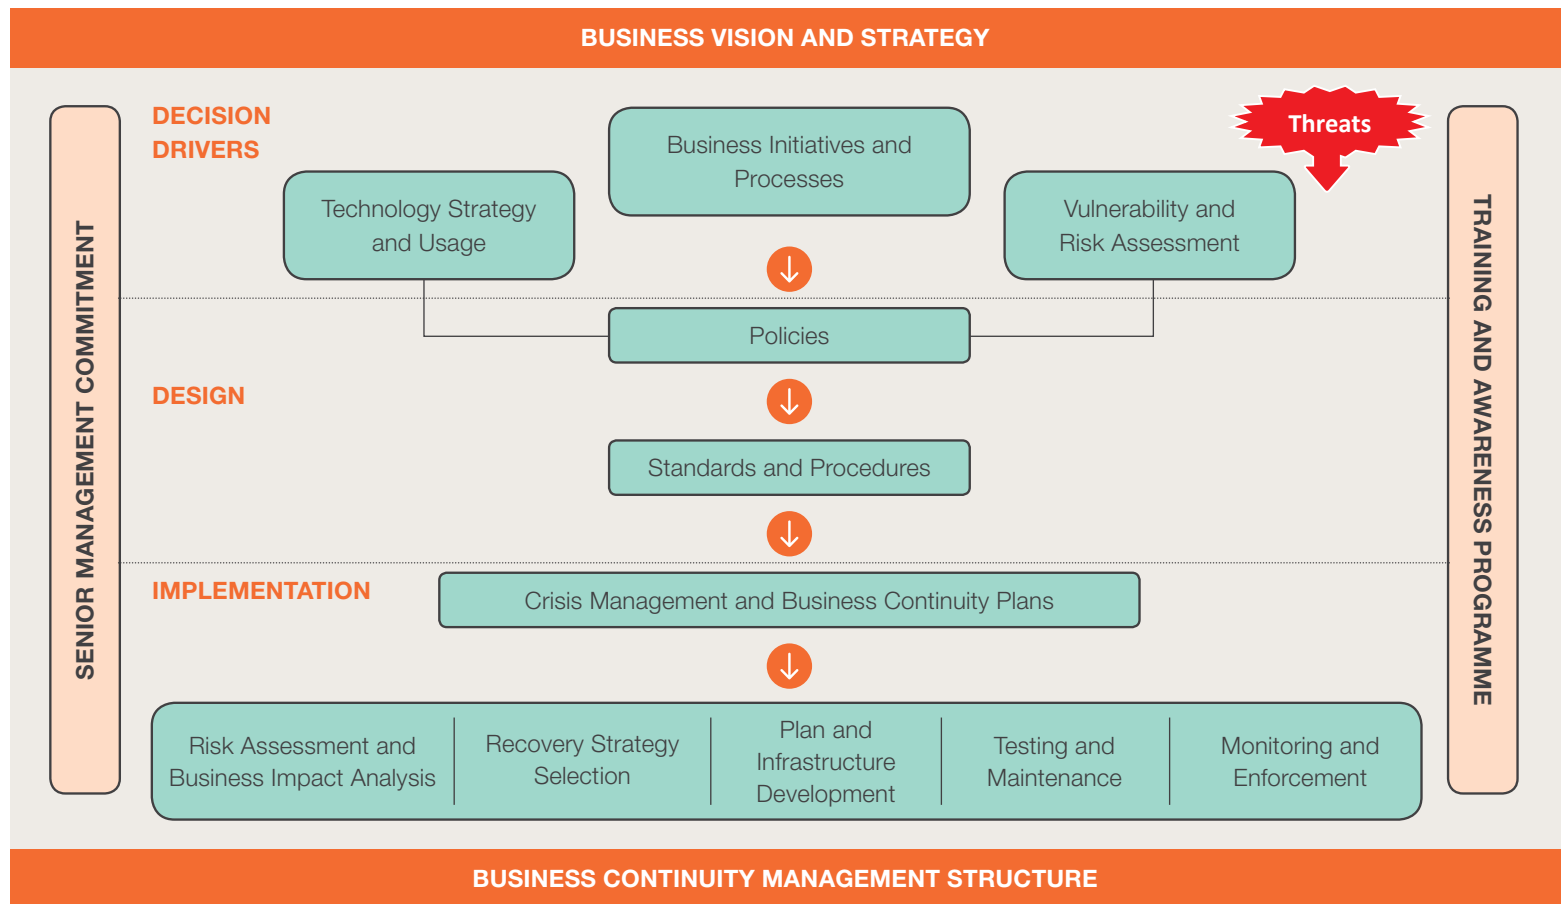 BUSINESS VISION AND STRATEGY
DECISION
DRIVERS
Business Initiatives and
Processes
Threats
Technology Strategy
and Usage
Vulnerability and
Risk Assessment
SENIOR MANAGEMENT COMMITMENT
TRAINING AND AWARENESS PROGRAMME
Policies
DESIGN
Standards and Procedures
IMPLEMENTATION
Crisis Management and Business Continuity Plans
Risk Assessment and
Business Impact Analysis
Recovery Strategy
Selection
Plan and
Infrastructure
Development
Testing and
Maintenance
Monitoring and
Enforcement
BUSINESS CONTINUITY MANAGEMENT STRUCTURE